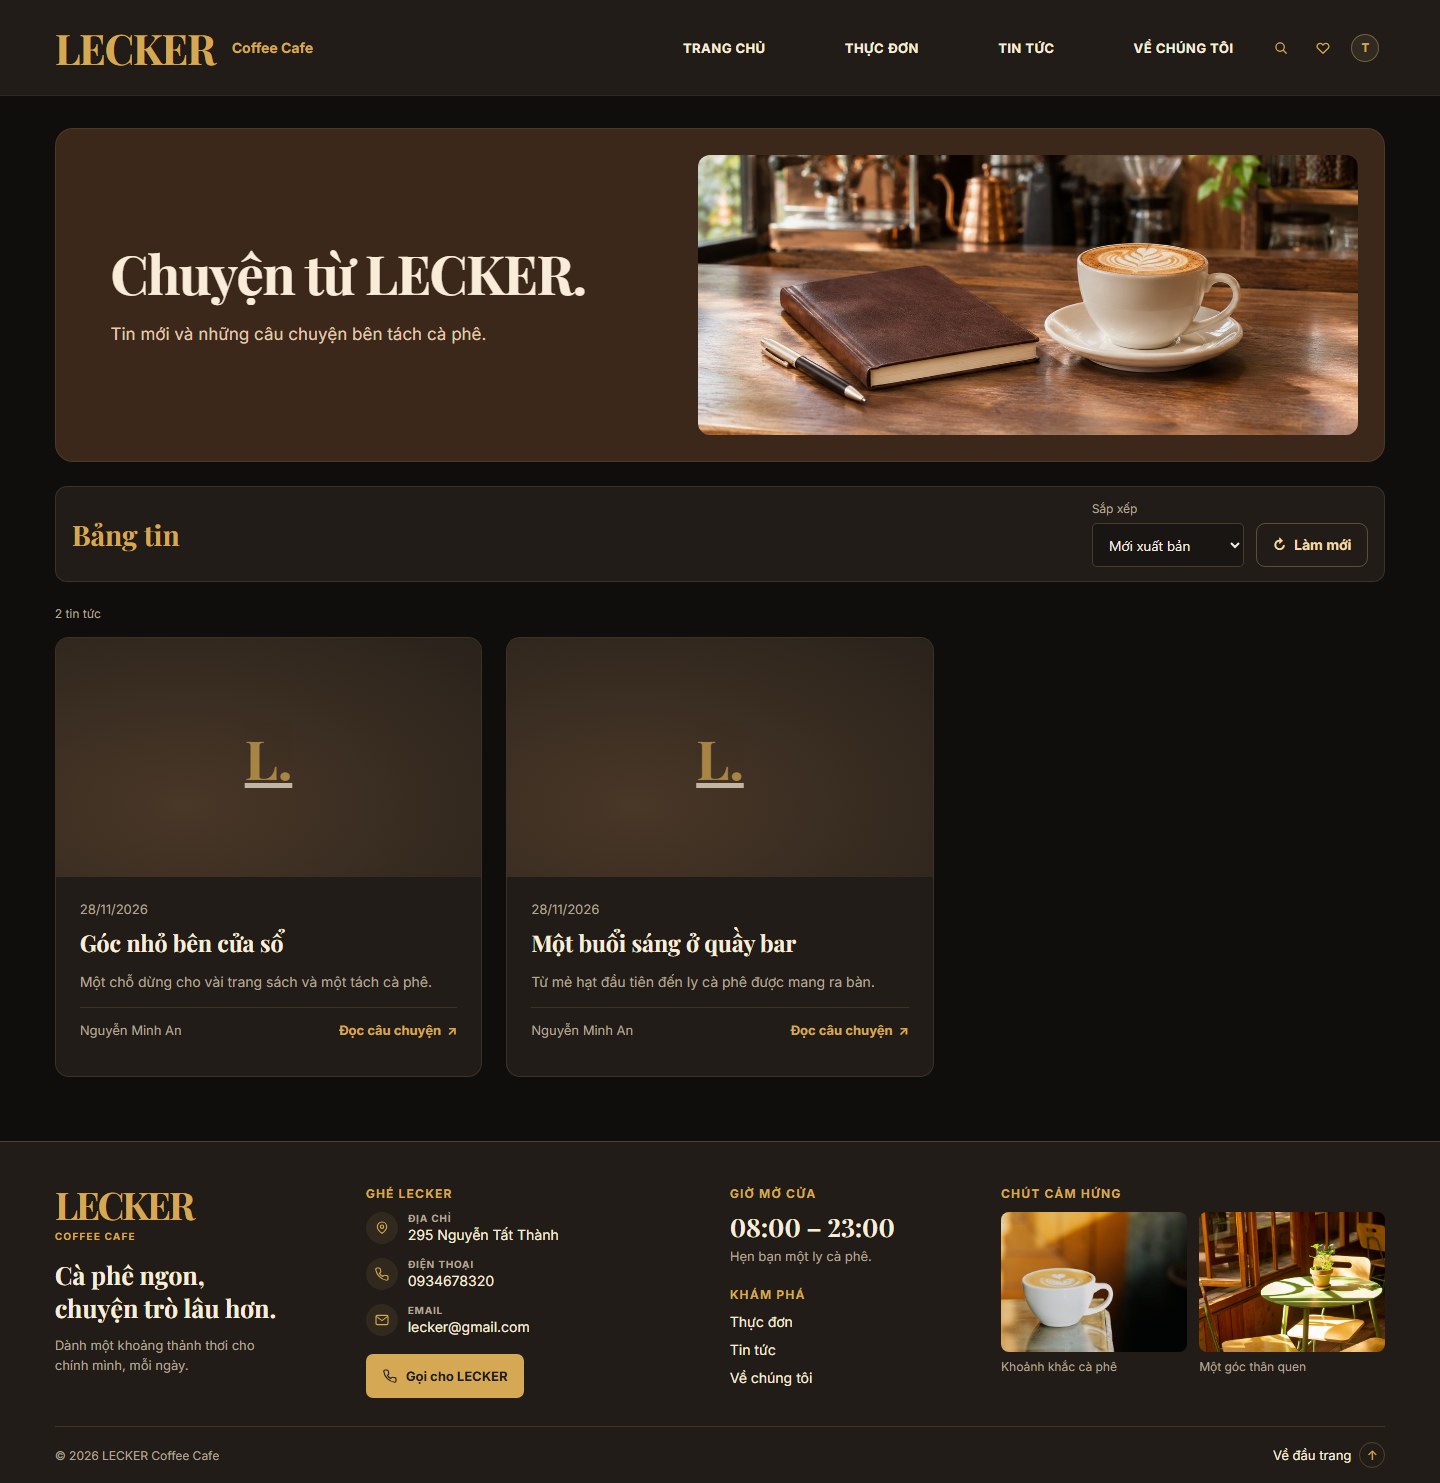 LECKER Coffee Cafe
TRANG CHỦ THỰC ĐƠN TIN TỨC VỀ CHÚNG TÔI T
Chuyện từ LECKER.
Tin mới và những câu chuyện bên tách cà phê.
Bảng tin
Sắp xếp
Mới xuất bản
Làm mới
2 tin tức
L.
28/11/2026
Góc nhỏ bên cửa sổ
Một chỗ dừng cho vài trang sách và một tách cà phê.
Nguyễn Minh An Đọc câu chuyện
L.
28/11/2026
Một buổi sáng ở quầy bar
Từ mẻ hạt đầu tiên đến ly cà phê được mang ra bàn.
Nguyễn Minh An Đọc câu chuyện
LECKER
COFFEE CAFE
Cà phê ngon,
chuyện trò lâu hơn.
Dành một khoảng thảnh thơi cho
chính mình, mỗi ngày.
GHÉ LECKER
ĐỊA CHỈ
295 Nguyễn Tất Thành
ĐIỆN THOẠI
0934678320
EMAIL
lecker@gmail.com
Gọi cho LECKER
GIỜ MỞ CỬA
08:00 – 23:00
Hẹn bạn một ly cà phê.
KHÁM PHÁ
Thực đơn
Tin tức
Về chúng tôi
CHÚT CẢM HỨNG
Khoảnh khắc cà phê
Một góc thân quen
© 2026 LECKER Coffee Cafe
Về đầu trang